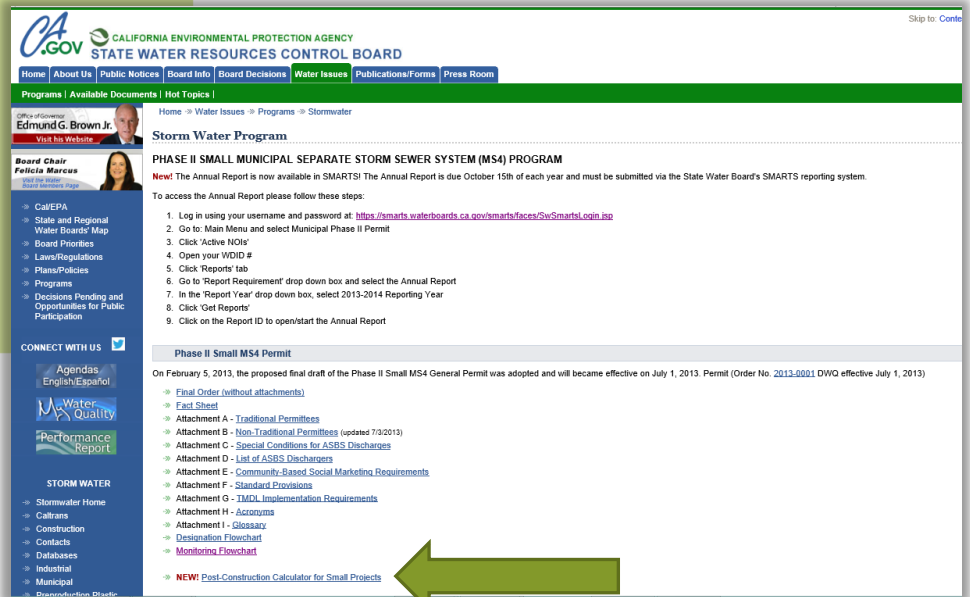 Skip to: Conte
CA.GOV
CALIFORNIA ENVIRONMENTAL PROTECTION AGENCY
STATE WATER RESOURCES CONTROL BOARD
Home About Us Public Notices Board Info Board Decisions Water Issues Publications/Forms Press Room
Programs | Available Documents | Hot Topics |
Office of Governor
Edmund G. Brown Jr.
Visit his Website
Board Chair
Felicia Marcus
Visit the Water
Board Members Page
Cal/EPA
State and Regional
Water Boards' Map
Board Priorities
Laws/Regulations
Plans/Policies
Programs
Decisions Pending and
Opportunities for Public
Participation
CONNECT WITH US
Agendas
English/Español
My Water
Quality
Performance
Report
STORM WATER
Stormwater Home
Caltrans
Construction
Contacts
Databases
Industrial
Municipal
Preproduction Plastic
Home -» Water Issues -» Programs -» Stormwater
Storm Water Program
PHASE II SMALL MUNICIPAL SEPARATE STORM SEWER SYSTEM (MS4) PROGRAM
New! The Annual Report is now available in SMARTS! The Annual Report is due October 15th of each year and must be submitted via the State Water Board's SMARTS reporting system.
To access the Annual Report please follow these steps:
1. Log in using your username and password at: https://smarts.waterboards.ca.gov/smarts/faces/SwSmartsLogin.jsp
2. Go to: Main Menu and select Municipal Phase II Permit
3. Click 'Active NOIs'
4. Open your WDID #
5. Click 'Reports' tab
6. Go to 'Report Requirement' drop down box and select the Annual Report
7. In the 'Report Year' drop down box, select 2013-2014 Reporting Year
8. Click 'Get Reports'
9. Click on the Report ID to open/start the Annual Report
Phase II Small MS4 Permit
On February 5, 2013, the proposed final draft of the Phase II Small MS4 General Permit was adopted and will became effective on July 1, 2013. Permit (Order No. 2013-0001 DWQ effective July 1, 2013)
Final Order (without attachments)
Fact Sheet
Attachment A - Traditional Permittees
Attachment B - Non-Traditional Permittees (updated 7/3/2013)
Attachment C - Special Conditions for ASBS Discharges
Attachment D - List of ASBS Dischargers
Attachment E - Community-Based Social Marketing Requirements
Attachment F - Standard Provisions
Attachment G - TMDL Implementation Requirements
Attachment H - Acronyms
Attachment I - Glossary
Designation Flowchart
Monitoring Flowchart
NEW! Post-Construction Calculator for Small Projects